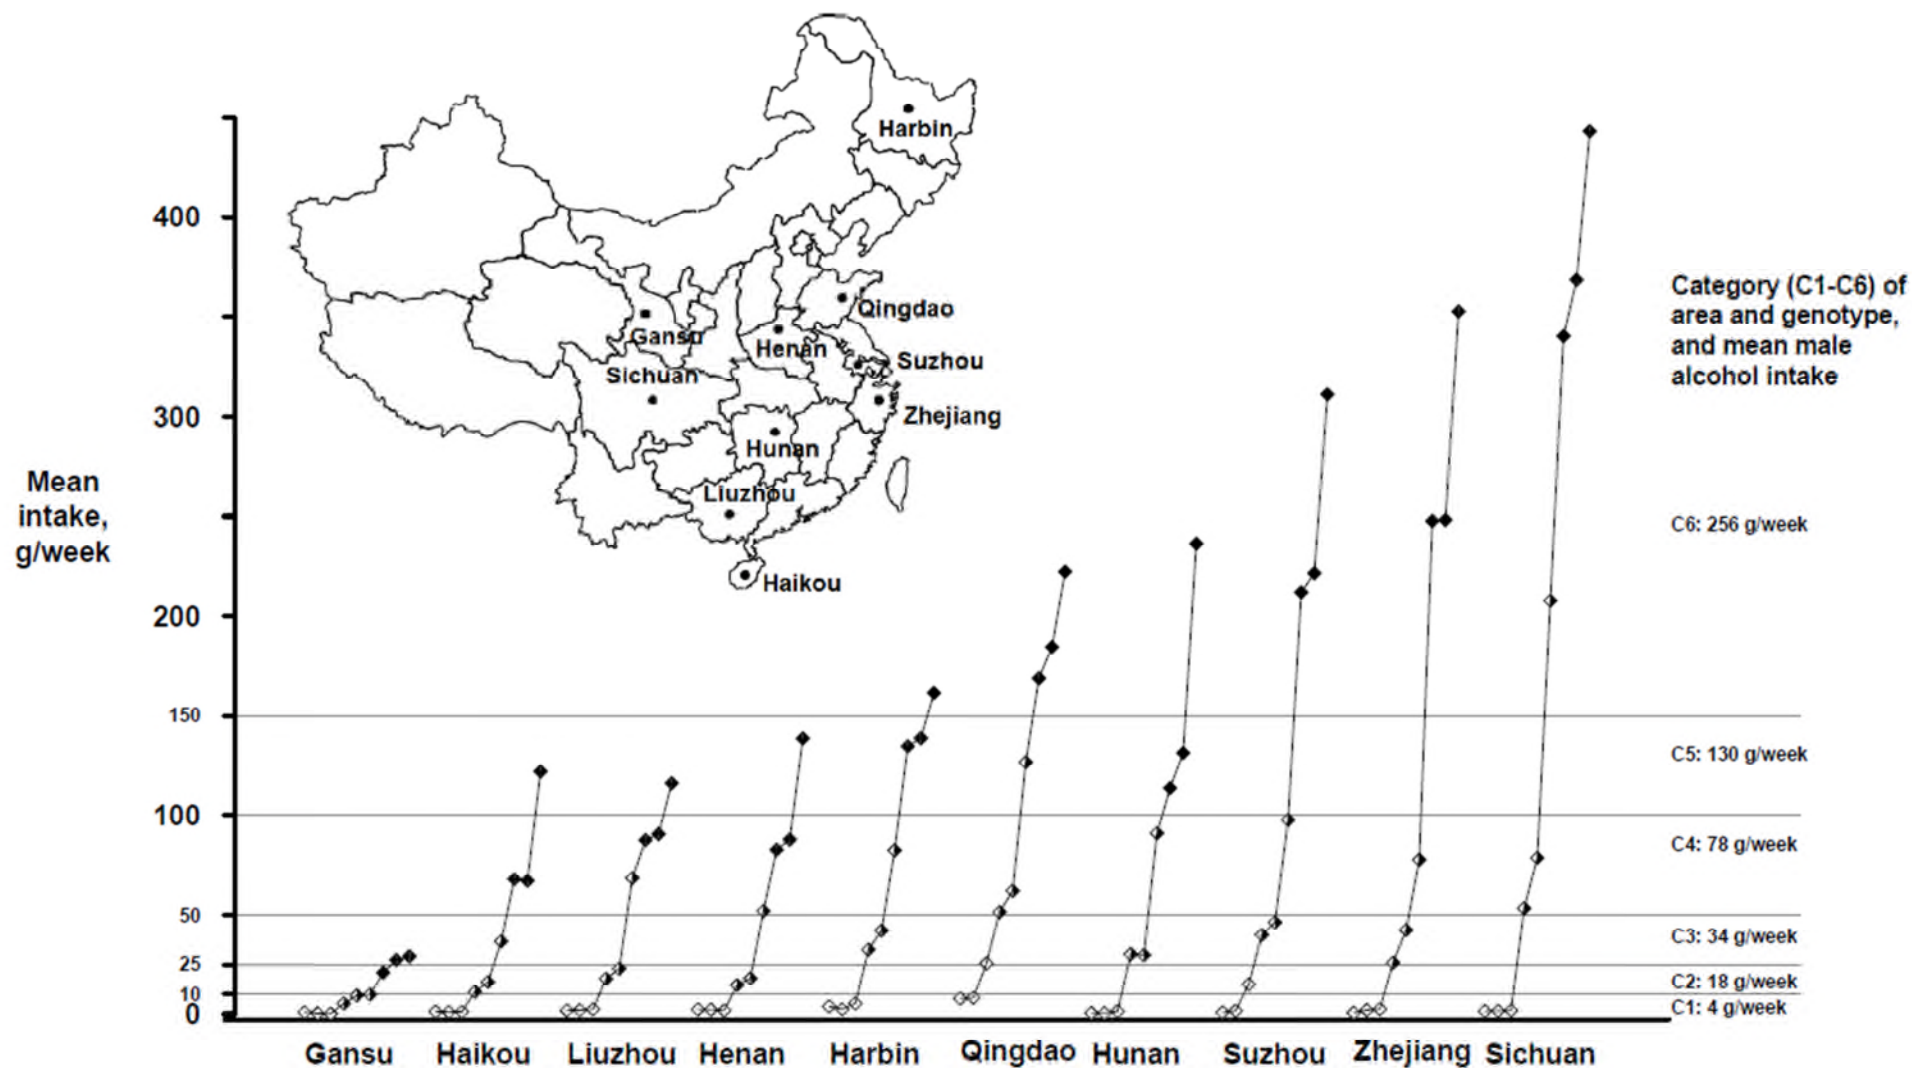 Harbin
Qingdao
Gansu
Henan
Suzhou
Sichuan
Zhejiang
Hunan
Liuzhou
Haikou
Mean
intake,
g/week
400
300
200
150
100
50
25
10
0
Category (C1-C6) of
area and genotype,
and mean male
alcohol intake
C6: 256 g/week
C5: 130 g/week
C4: 78 g/week
C3: 34 g/week
C2: 18 g/week
C1: 4 g/week
Gansu Haikou Liuzhou Henan Harbin Qingdao Hunan Suzhou Zhejiang Sichuan